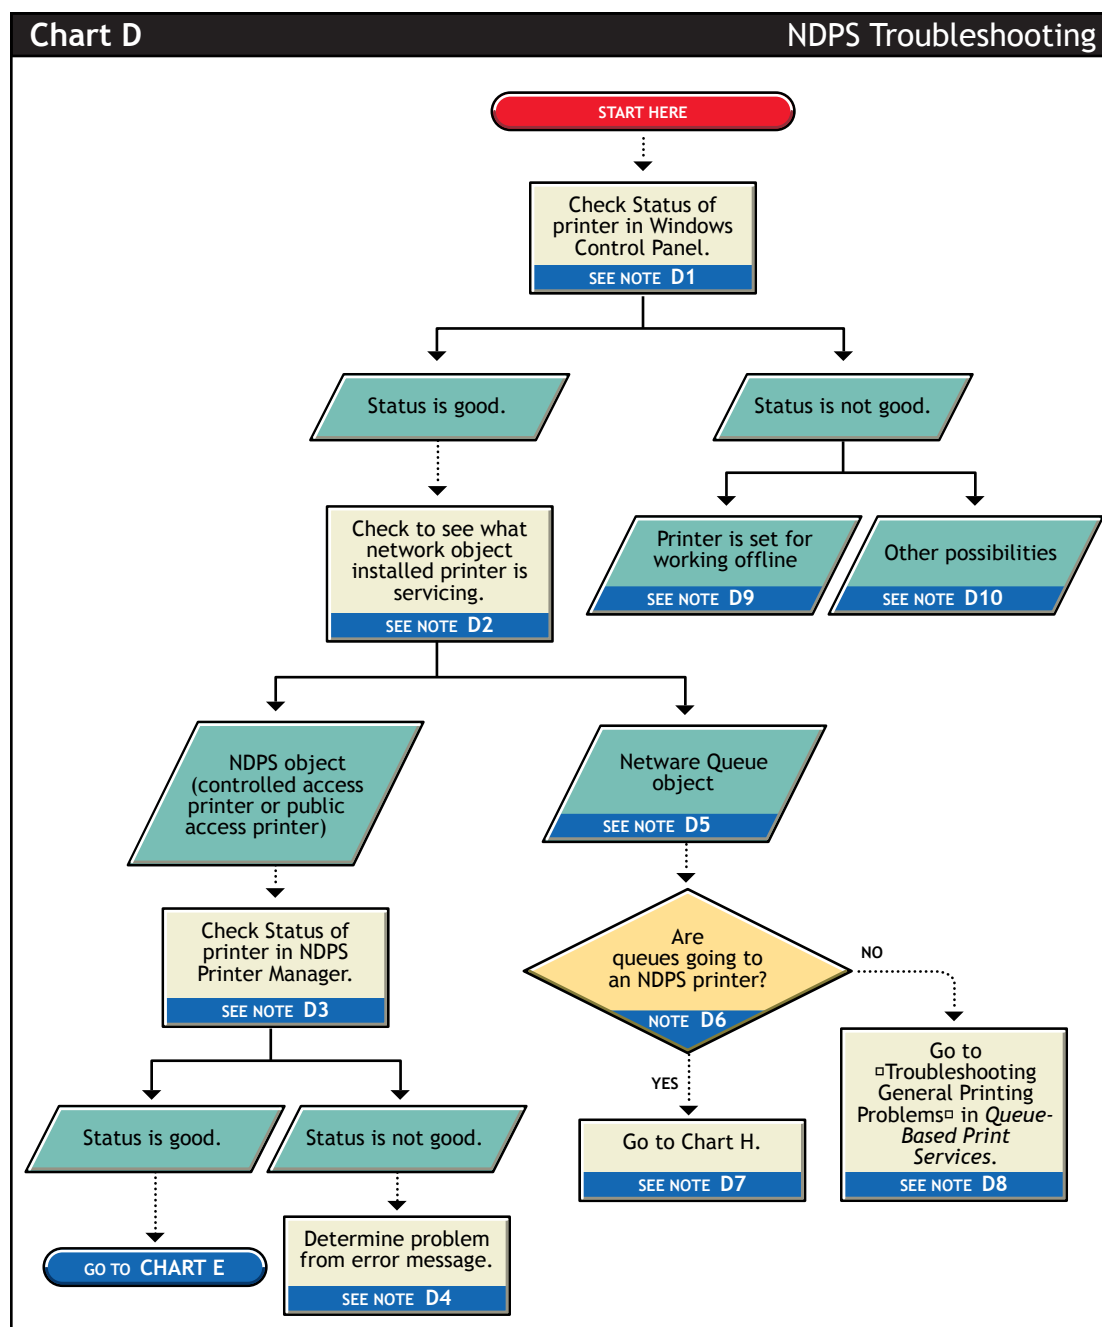 Chart D
NDPS Troubleshooting
START HERE
Check Status of
printer in Windows
Control Panel.
SEE NOTE D1
Status is good.
Status is not good.
Check to see what
network object
installed printer is
servicing.
SEE NOTE D2
Printer is set for
working offline
SEE NOTE D9
Other possibilities
SEE NOTE D10
NDPS object
(controlled access
printer or public
access printer)
Netware Queue
object
SEE NOTE D5
Check Status of
printer in NDPS
Printer Manager.
SEE NOTE D3
Are
queues going to
an NDPS printer?
NOTE D6
NO
YES
Status is good.
Status is not good.
Go to Chart H.
SEE NOTE D7
Go to
▫Troubleshooting
General Printing
Problems▫ in Queue-
Based Print
Services.
SEE NOTE D8
GO TO CHART E
Determine problem
from error message.
SEE NOTE D4